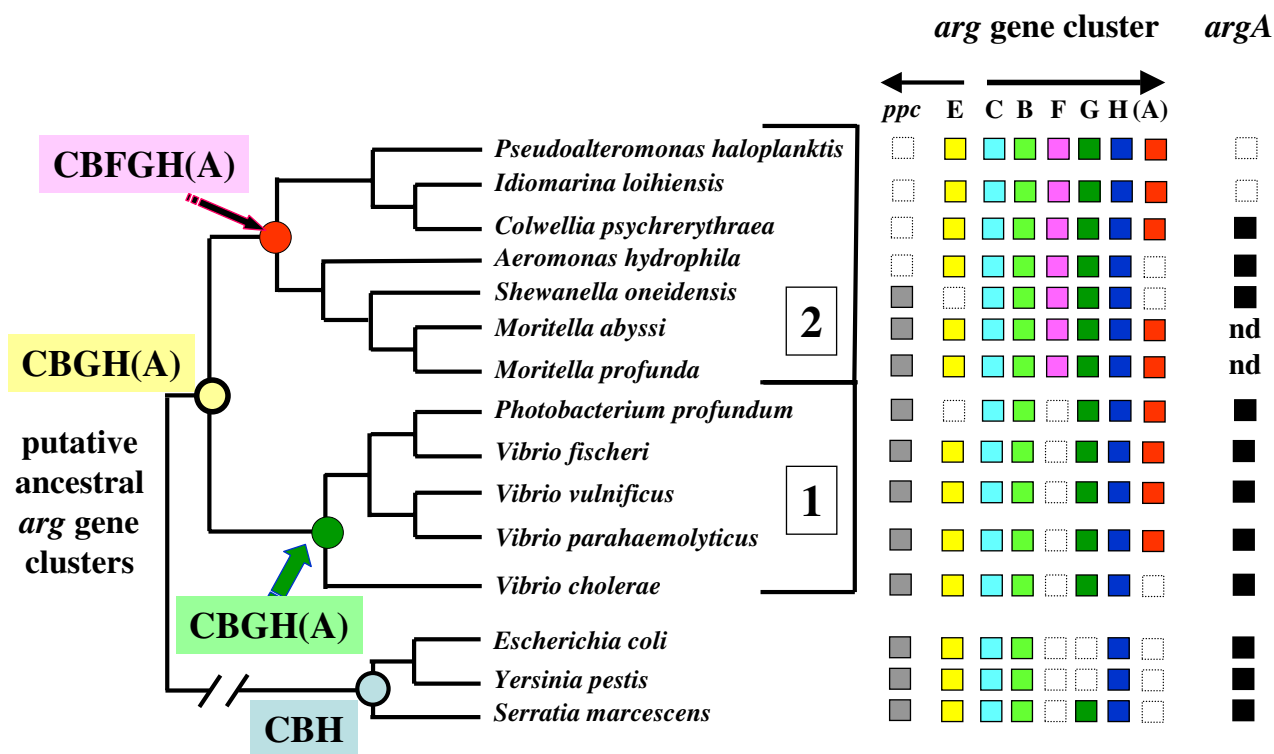 arg gene cluster argA
ppc E C B F G H (A)
CBFGH(A)
CBGH(A)
putative
ancestral
arg gene
clusters
CBGH(A)
CBH
Pseudoalteromonas haloplanktis
Idiomarina loihiensis
Colwellia psychrerythraea
Aeromonas hydrophila
Shewanella oneidensis
Moritella abyssi nd
Moritella profunda nd
2
Photobacterium profundum
Vibrio fischeri
Vibrio vulnificus
Vibrio parahaemolyticus
Vibrio cholerae
1
Escherichia coli
Yersinia pestis
Serratia marcescens